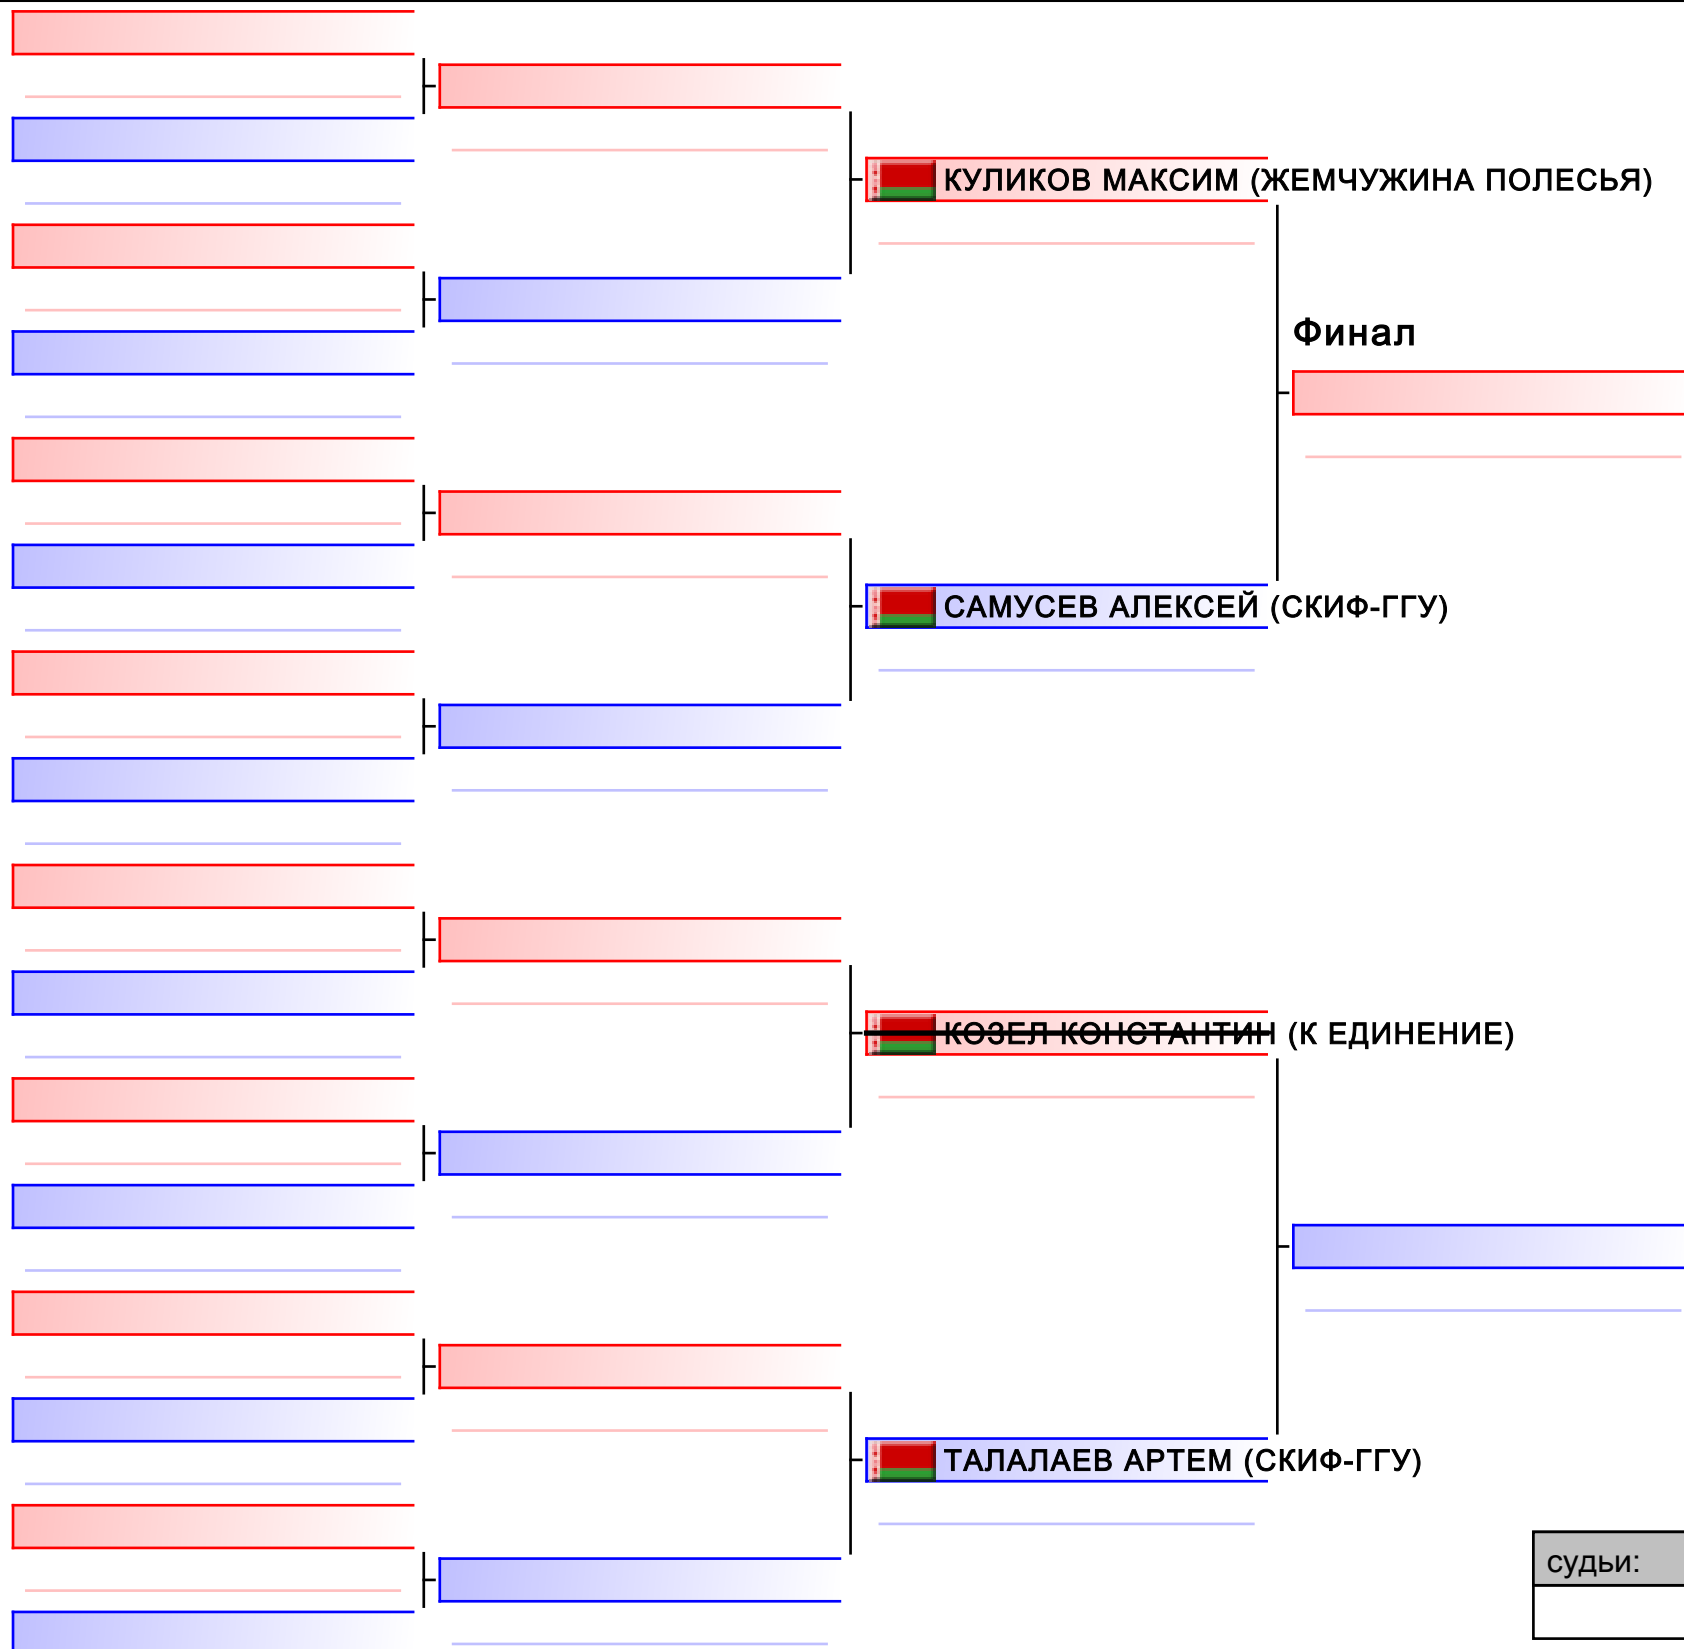 КУЛИКОВ МАКСИМ (ЖЕМЧУЖИНА ПОЛЕСЬЯ)
Финал
САМУСЕВ АЛЕКСЕЙ (СКИФ-ГГУ)
КОЗЕЛ КОНСТАНТИН (К ЕДИНЕНИЕ)
ТАЛАЛАЕВ АРТЕМ (СКИФ-ГГУ)
судьи: